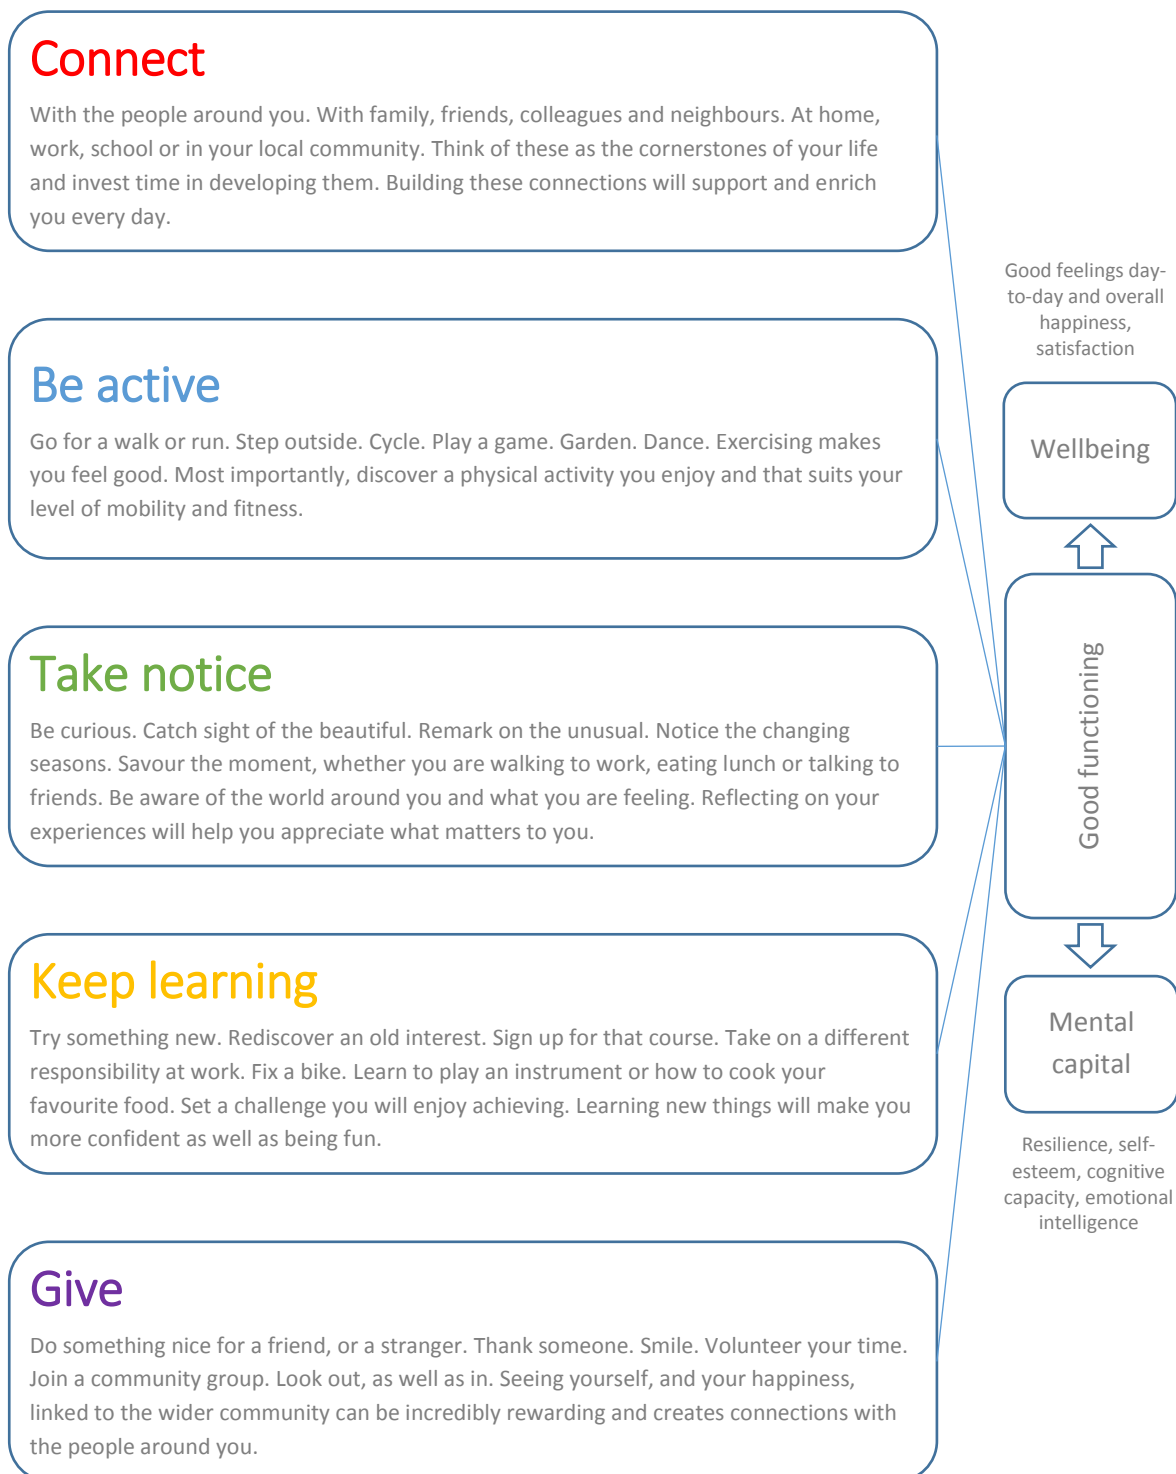 Connect
With the people around you. With family, friends, colleagues and neighbours. At home,
work, school or in your local community. Think of these as the cornerstones of your life
and invest time in developing them. Building these connections will support and enrich
you every day.
Be active
Go for a walk or run. Step outside. Cycle. Play a game. Garden. Dance. Exercising makes
you feel good. Most importantly, discover a physical activity you enjoy and that suits your
level of mobility and fitness.
Take notice
Be curious. Catch sight of the beautiful. Remark on the unusual. Notice the changing
seasons. Savour the moment, whether you are walking to work, eating lunch or talking to
friends. Be aware of the world around you and what you are feeling. Reflecting on your
experiences will help you appreciate what matters to you.
Keep learning
Try something new. Rediscover an old interest. Sign up for that course. Take on a different
responsibility at work. Fix a bike. Learn to play an instrument or how to cook your
favourite food. Set a challenge you will enjoy achieving. Learning new things will make you
more confident as well as being fun.
Give
Do something nice for a friend, or a stranger. Thank someone. Smile. Volunteer your time.
Join a community group. Look out, as well as in. Seeing yourself, and your happiness,
linked to the wider community can be incredibly rewarding and creates connections with
the people around you.
Good feelings day-
to-day and overall
happiness,
satisfaction
Wellbeing
Good functioning
Mental
capital
Resilience, self-
esteem, cognitive
capacity, emotional
intelligence